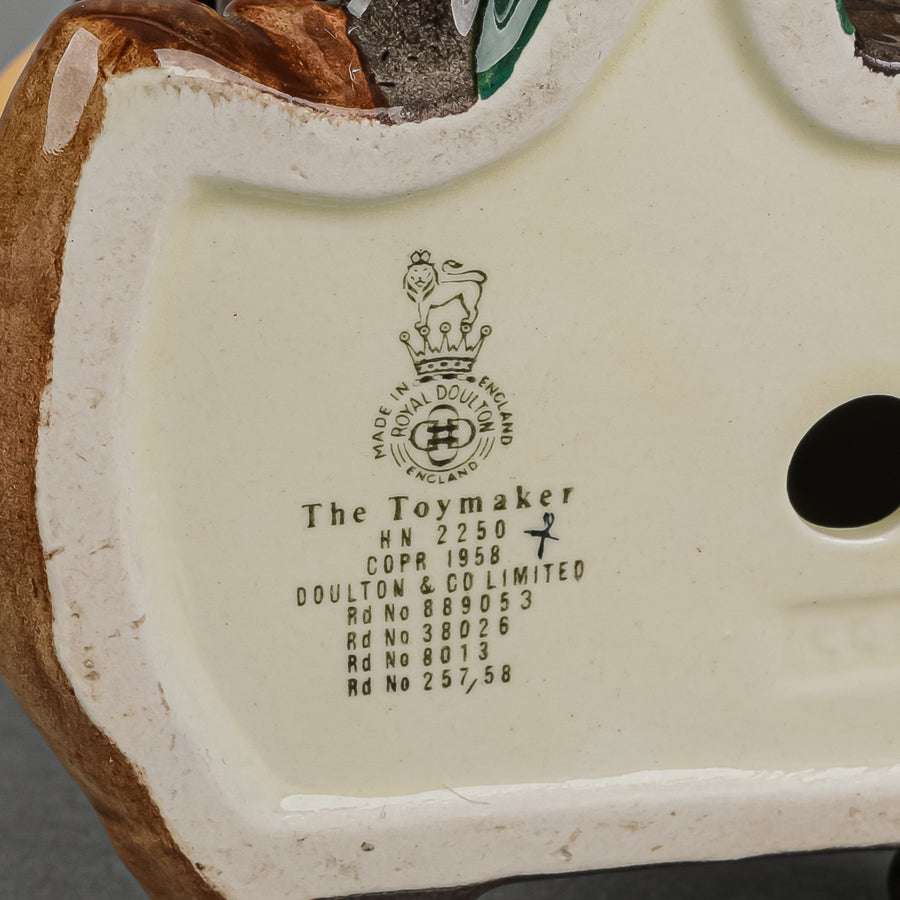 MADE IN ENGLAND
ROYAL DOULTON
ENGLAND
The Toymaker
HN 2250
COPR 1958
DOULTON & CO LIMITED
Rd No 889053
Rd No 38026
Rd No 8013
Rd No 257/58